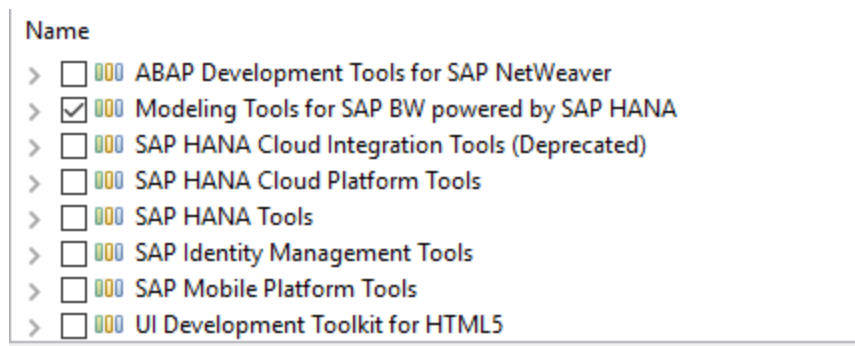 Name
ABAP Development Tools for SAP NetWeaver
Modeling Tools for SAP BW powered by SAP HANA
SAP HANA Cloud Integration Tools (Deprecated)
SAP HANA Cloud Platform Tools
SAP HANA Tools
SAP Identity Management Tools
SAP Mobile Platform Tools
UI Development Toolkit for HTML5